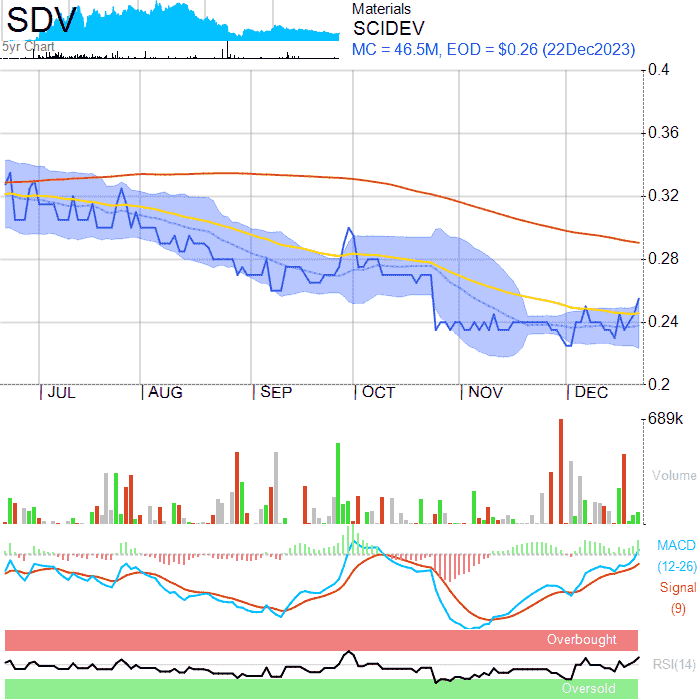 SDV
5yr Chart
Materials
SCIDEV
MC = 46.5M, EOD = $0.26 (22Dec2023)
0.4
0.36
0.32
0.28
0.24
0.2
JUL AUG SEP OCT NOV DEC
689k
Volume
MACD
(12-26)
Signal
(9)
Overbought
RSI(14)
Oversold